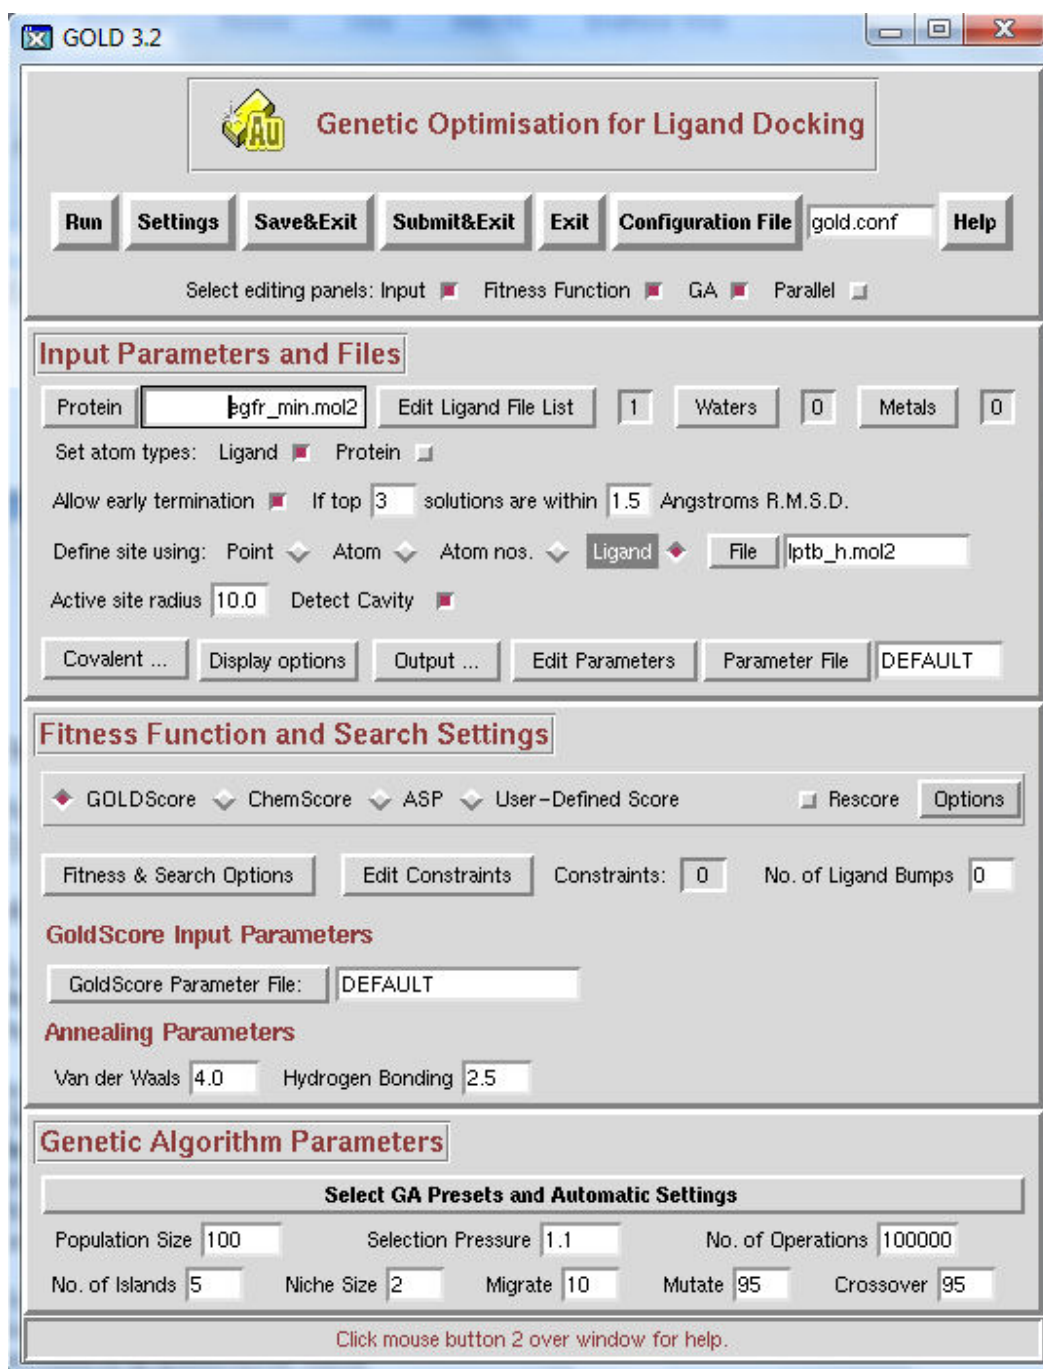 GOLD 3.2
Au Genetic Optimisation for Ligand Docking
Run Settings Save&Exit Submit&Exit Exit Configuration File gold.conf Help
Select editing panels: Input Fitness Function GA Parallel
Input Parameters and Files
Protein egfr_min.mol2 Edit Ligand File List 1 Waters 0 Metals 0
Set atom types: Ligand Protein
Allow early termination If top 3 solutions are within 1.5 Angstroms R.M.S.D.
Define site using: Point Atom Atom nos. Ligand File lptb_h.mol2
Active site radius 10.0 Detect Cavity
Covalent ... Display options Output ... Edit Parameters Parameter File DEFAULT
Fitness Function and Search Settings
GOLDScore ChemScore ASP User-Defined Score Rescore Options
Fitness & Search Options Edit Constraints Constraints: 0 No. of Ligand Bumps 0
GoldScore Input Parameters
GoldScore Parameter File: DEFAULT
Annealing Parameters
Van der Waals 4.0 Hydrogen Bonding 2.5
Genetic Algorithm Parameters
Select GA Presets and Automatic Settings
Population Size 100 Selection Pressure 1.1 No. of Operations 100000
No. of Islands 5 Niche Size 2 Migrate 10 Mutate 95 Crossover 95
Click mouse button 2 over window for help.